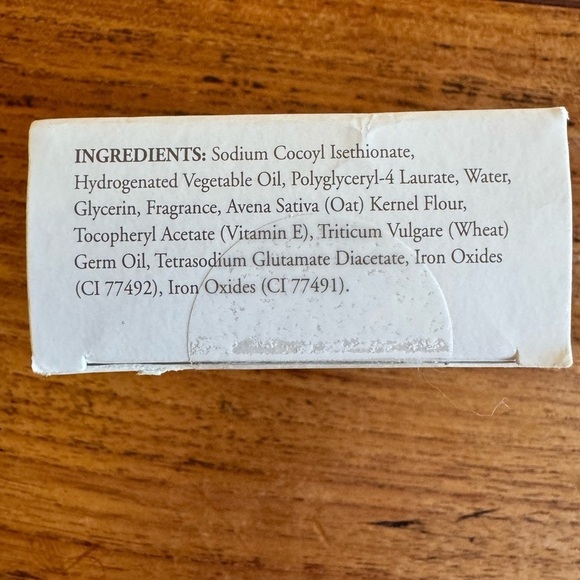 INGREDIENTS: Sodium Cocoyl Isethionate,
Hydrogenated Vegetable Oil, Polyglyceryl-4 Laurate, Water,
Glycerin, Fragrance, Avena Sativa (Oat) Kernel Flour,
Tocopheryl Acetate (Vitamin E), Triticum Vulgare (Wheat)
Germ Oil, Tetrasodium Glutamate Diacetate, Iron Oxides
(CI 77492), Iron Oxides (CI 77491).